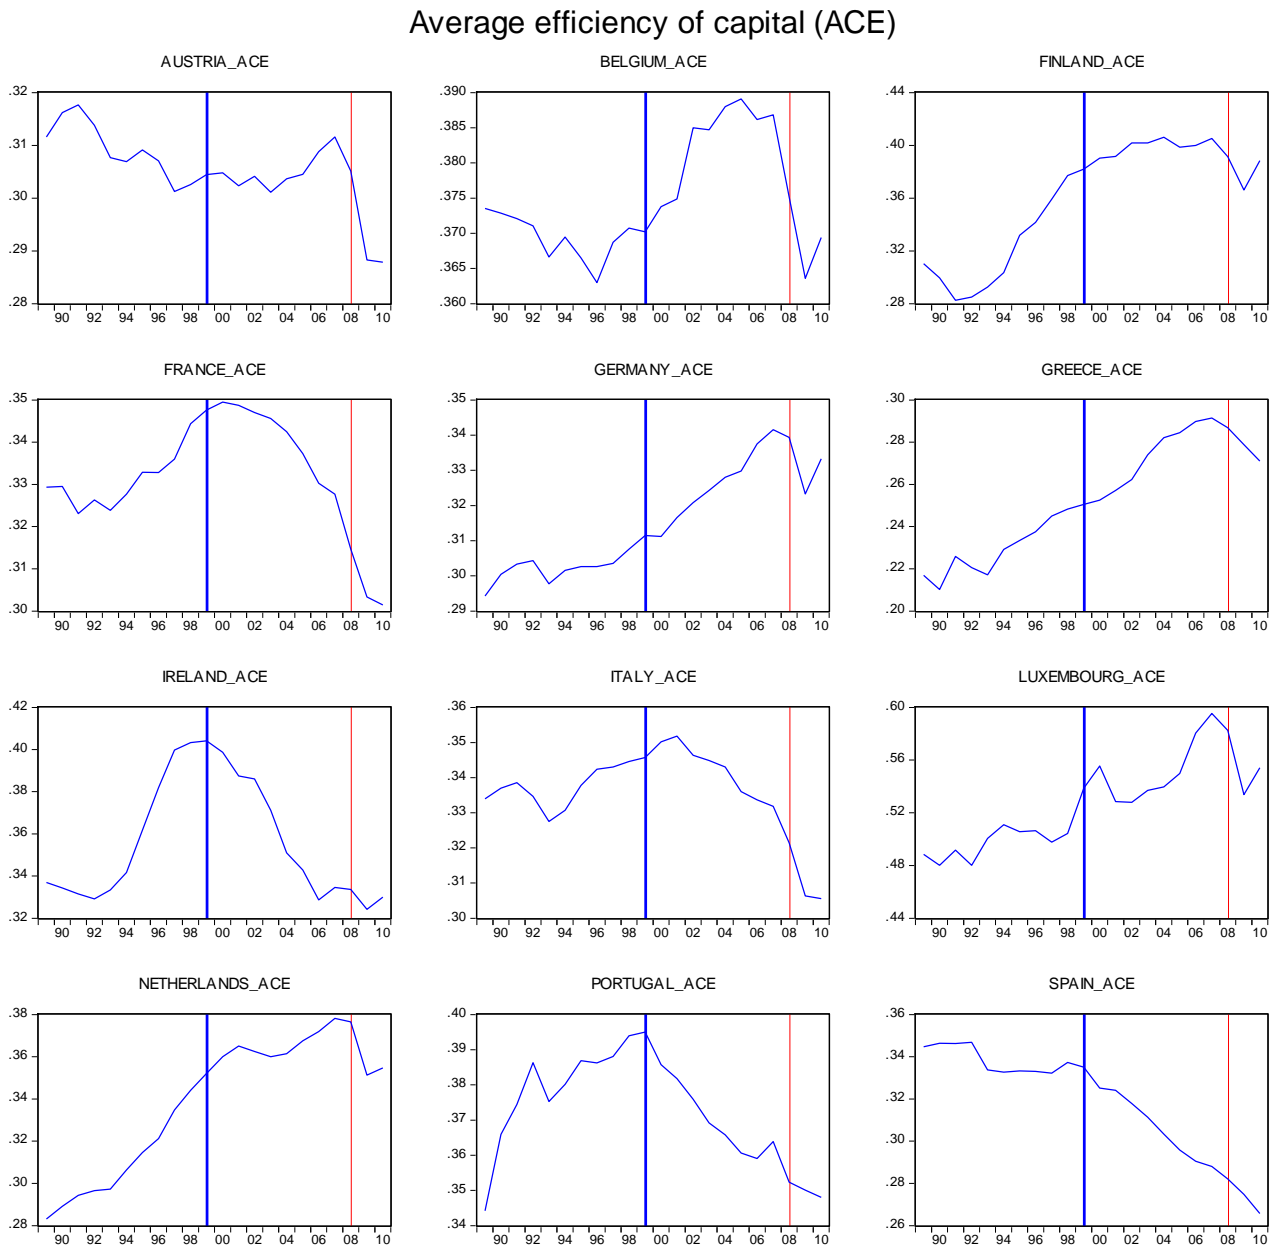 Average efficiency of capital (ACE)
AUSTRIA_ACE
.32
.31
.30
.29
.28
90 92 94 96 98 00 02 04 06 08 10
BELGIUM_ACE
.390
.385
.380
.375
.370
.365
.360
90 92 94 96 98 00 02 04 06 08 10
FINLAND_ACE
.44
.40
.36
.32
.28
90 92 94 96 98 00 02 04 06 08 10
FRANCE_ACE
.35
.34
.33
.32
.31
.30
90 92 94 96 98 00 02 04 06 08 10
GERMANY_ACE
.35
.34
.33
.32
.31
.30
.29
90 92 94 96 98 00 02 04 06 08 10
GREECE_ACE
.30
.28
.26
.24
.22
.20
90 92 94 96 98 00 02 04 06 08 10
IRELAND_ACE
.42
.40
.38
.36
.34
.32
90 92 94 96 98 00 02 04 06 08 10
ITALY_ACE
.36
.35
.34
.33
.32
.31
.30
90 92 94 96 98 00 02 04 06 08 10
LUXEMBOURG_ACE
.60
.56
.52
.48
.44
90 92 94 96 98 00 02 04 06 08 10
NETHERLANDS_ACE
.38
.36
.34
.32
.30
.28
90 92 94 96 98 00 02 04 06 08 10
PORTUGAL_ACE
.40
.39
.38
.37
.36
.35
.34
90 92 94 96 98 00 02 04 06 08 10
SPAIN_ACE
.36
.34
.32
.30
.28
.26
90 92 94 96 98 00 02 04 06 08 10